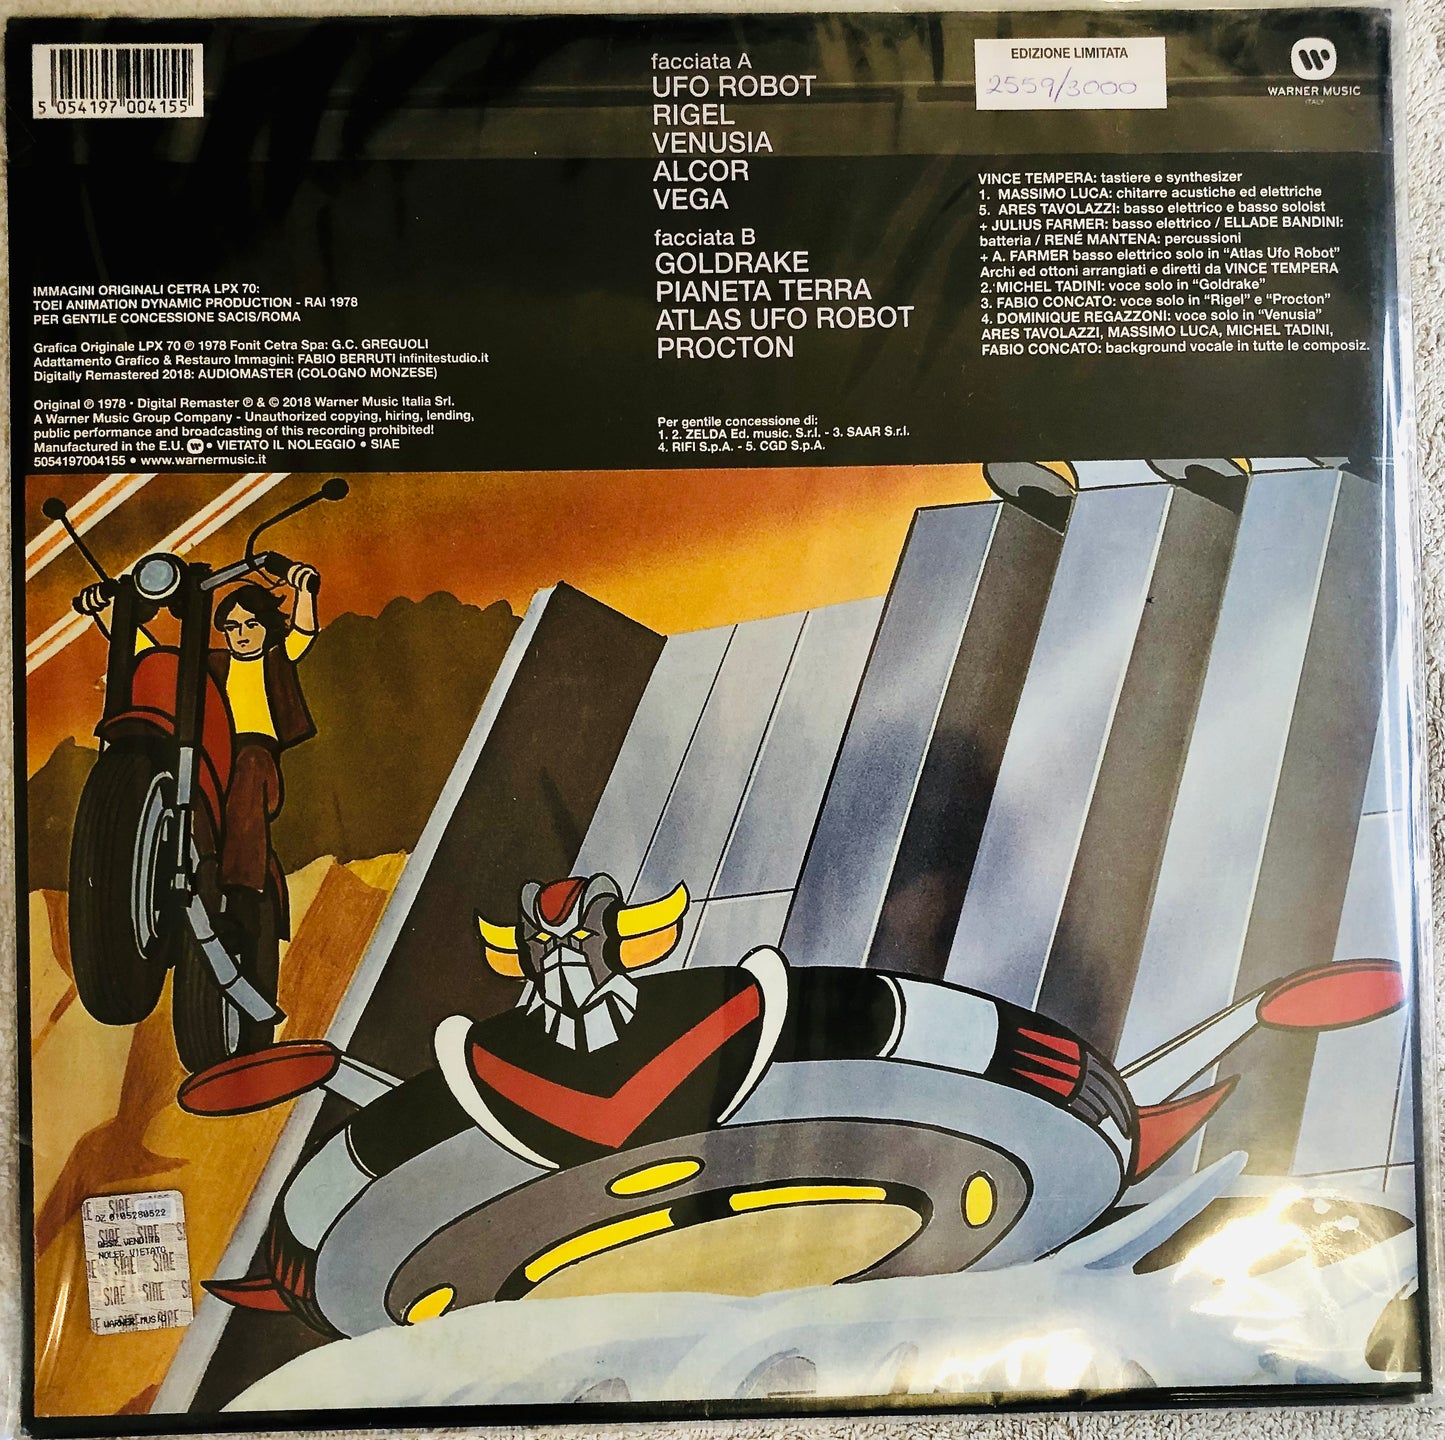 5 054197 004155
facciata A
UFO ROBOT
RIGEL
VENUSIA
ALCOR
VEGA
facciata B
GOLDRAKE
PIANETA TERRA
ATLAS UFO ROBOT
PROCTON
EDIZIONE LIMITATA
2559/3000
WARNER MUSIC
ITALY
VINCE TEMPERA: tastiere e synthesizer
1. MASSIMO LUCA: chitarre acustiche ed elettriche
5. ARES TAVOLAZZI: basso elettrico e basso soloist
+ JULIUS FARMER: basso elettrico / ELLADE BANDINI:
batteria / RENÉ MANTENA: percussioni
+ A. FARMER basso elettrico solo in “Atlas Ufo Robot”
Archi ed ottoni arrangiati e diretti da VINCE TEMPERA
2. MICHEL TADINI: voce solo in “Goldrake”
3. FABIO CONCATO: voce solo in “Rigel” e “Procton”
4. DOMINIQUE REGAZZONI: voce solo in “Venusia”
ARES TAVOLAZZI, MASSIMO LUCA, MICHEL TADINI,
FABIO CONCATO: background vocale in tutte le composiz.
IMMAGINI ORIGINALI CETRA LPX 70:
TOEI ANIMATION DYNAMIC PRODUCTION - RAI 1978
PER GENTILE CONCESSIONE SACIS/ROMA
Grafica Originale LPX 70 ℗ 1978 Fonit Cetra Spa: G.C. GREGUOLI
Adattamento Grafico & Restauro Immagini: FABIO BERRUTI infinitestudio.it
Digitally Remastered 2018: AUDIOMASTER (COLOGNO MONZESE)
Original ℗ 1978 • Digital Remaster ℗ & © 2018 Warner Music Italia Srl.
A Warner Music Group Company - Unauthorized copying, hiring, lending,
public performance and broadcasting of this recording prohibited!
Manufactured in the E.U. • VIETATO IL NOLEGGIO • SIAE
5054197004155 • www.warnermusic.it
Per gentile concessione di:
1. 2. ZELDA Ed. music. S.r.l. - 3. SAAR S.r.l.
4. RIFI S.p.A. - 5. CGD S.p.A.
SIAE
SIAE SIAE
NOLEG.VIETATO
SIAE
SIAE SIAE
WARNER MUSIC